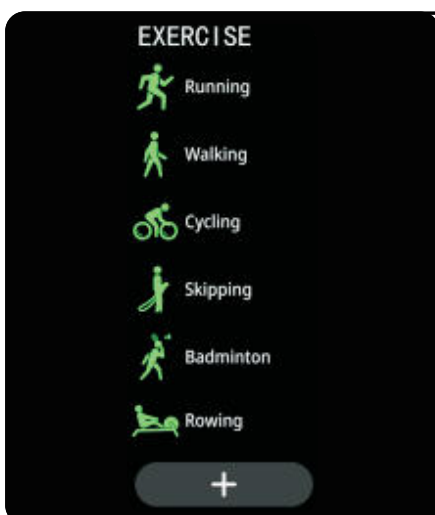 EXERCISE
Running
Walking
Cycling
Skipping
Badminton
Rowing
+